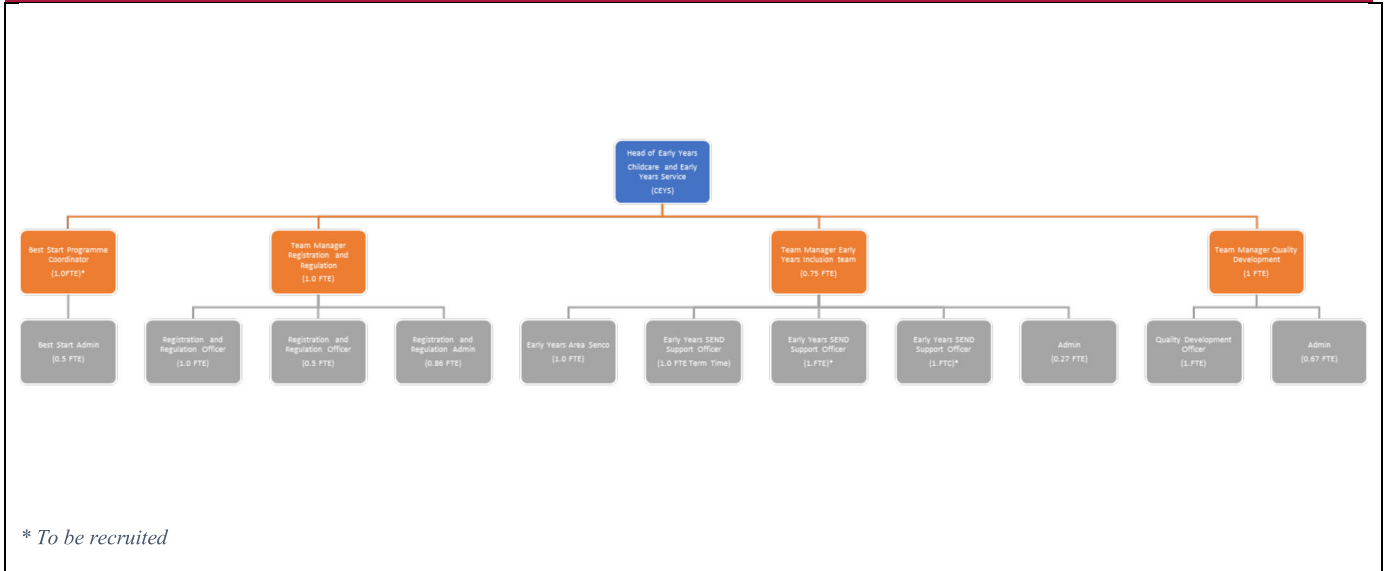 Head of Early Years
Childcare and Early
Years Service
(CEYS)
Best Start Programme
Coordinator
(1.0FTE)*
Team Manager
Registration and
Regulation
(1.0 FTE)
Team Manager Early
Years Inclusion team
(0.75 FTE)
Team Manager Quality
Development
(1 FTE)
Best Start Admin
(0.5 FTE)
Registration and
Regulation Officer
(1.0 FTE)
Registration and
Regulation Officer
(0.5 FTE)
Registration and
Regulation Admin
(0.86 FTE)
Early Years Area Senco
(1.0 FTE)
Early Years SEND
Support Officer
(1.0 FTE Term Time)
Early Years SEND
Support Officer
(1.FTE)*
Early Years SEND
Support Officer
(1.FTC)*
Admin
(0.27 FTE)
Quality Development
Officer
(1.FTE)
Admin
(0.67 FTE)
* To be recruited